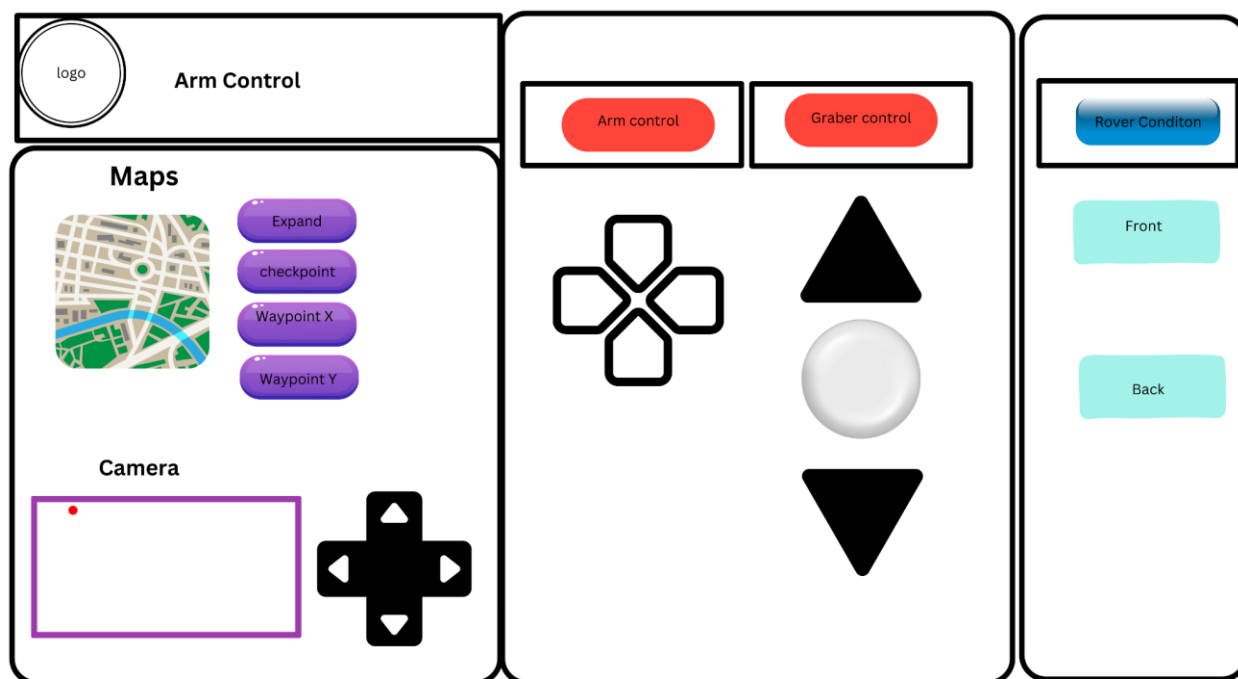 logo
Arm Control
Maps
Expand
checkpoint
Waypoint X
Waypoint Y
Camera
Arm control
Graber control
Rover Conditon
Front
Back